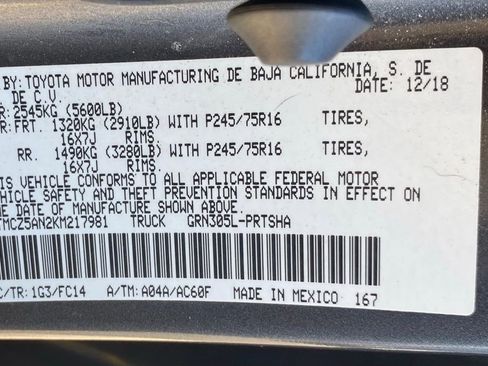 BY: TOYOTA MOTOR MANUFACTURING DE BAJA CALIFORNIA, S. DE
DE C.V. DATE: 12/18
R: 2545KG (5600LB)
R: FRT. 1320KG (2910LB) WITH P245/75R16 TIRES,
16X7J RIMS.
RR. 1490KG (3280LB) WITH P245/75R16 TIRES,
16X7J RIMS.
IS VEHICLE CONFORMS TO ALL APPLICABLE FEDERAL MOTOR
VEHICLE SAFETY AND THEFT PREVENTION STANDARDS IN EFFECT ON
E DATE OF MANUFACTURE SHOWN ABOVE.
TMCZ5AN2KM217981 TRUCK GRN305L-PRTSHA
C/TR: 1G3/FC14 A/TM: A04A/AC60F MADE IN MEXICO 167